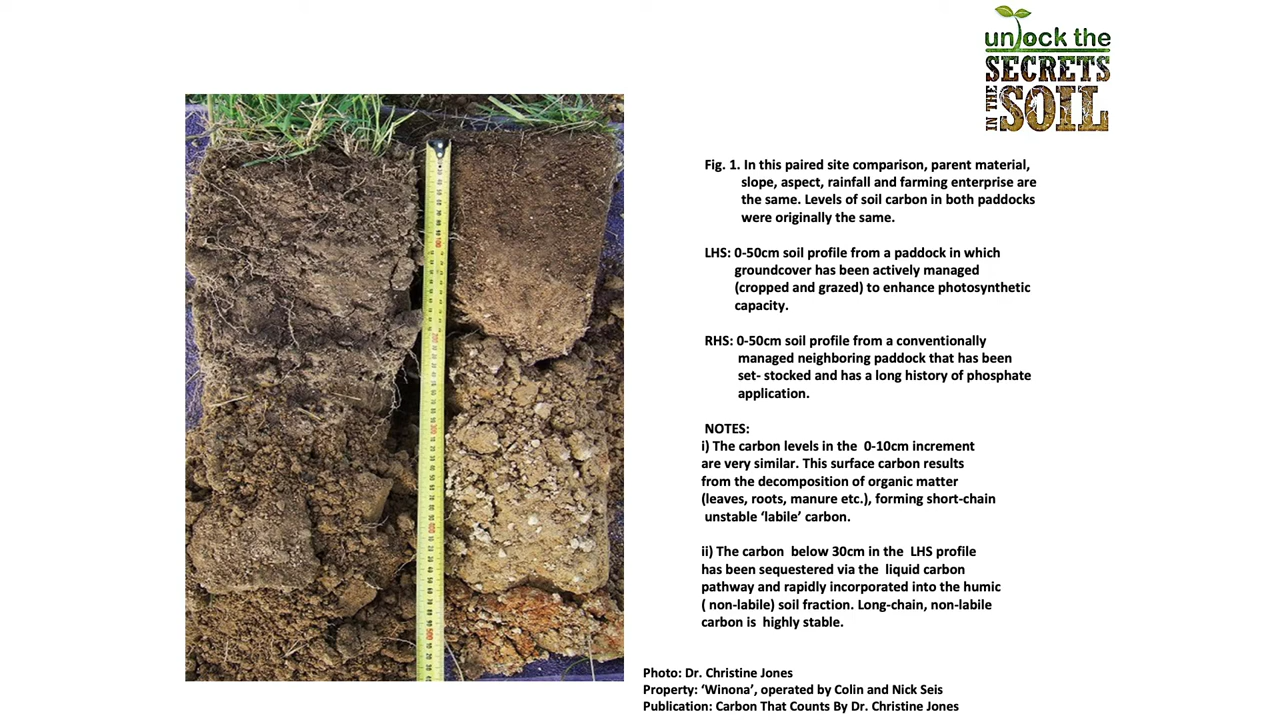 unlock the
SECRETS
IN THE
SOIL
Fig. 1. In this paired site comparison, parent material,
slope, aspect, rainfall and farming enterprise are
the same. Levels of soil carbon in both paddocks
were originally the same.
LHS: 0-50cm soil profile from a paddock in which
groundcover has been actively managed
(cropped and grazed) to enhance photosynthetic
capacity.
RHS: 0-50cm soil profile from a conventionally
managed neighboring paddock that has been
set- stocked and has a long history of phosphate
application.
NOTES:
i) The carbon levels in the  0-10cm increment
are very similar. This surface carbon results
from the decomposition of organic matter
(leaves, roots, manure etc.), forming short-chain
unstable ‘labile’ carbon.
ii) The carbon  below 30cm in the  LHS profile
has been sequestered via the  liquid carbon
pathway and rapidly incorporated into the humic
( non-labile) soil fraction. Long-chain, non-labile
carbon is  highly stable.
Photo: Dr. Christine Jones
Property: ‘Winona’, operated by Colin and Nick Seis
Publication: Carbon That Counts By Dr. Christine Jones